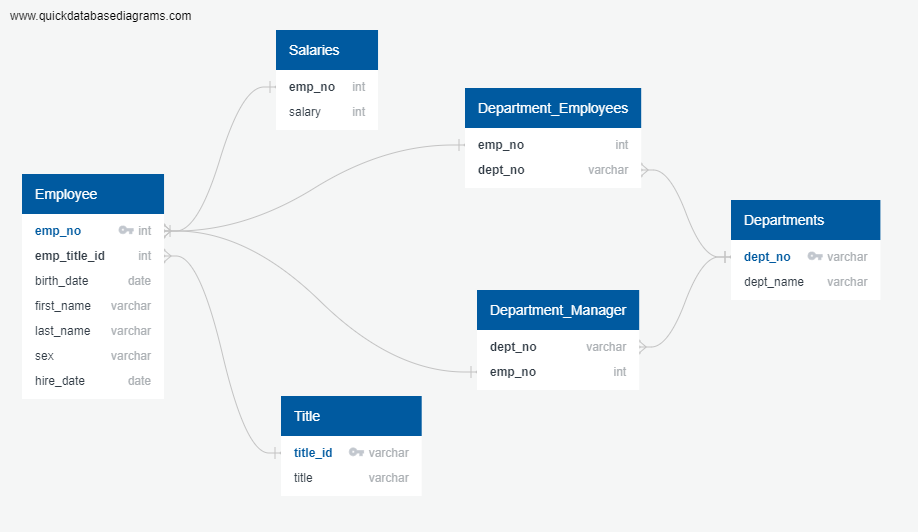 www.quickdatabasediagrams.com
Salaries
emp_no int
salary int
Department_Employees
emp_no int
dept_no varchar
Employee
emp_no int
emp_title_id int
birth_date date
first_name varchar
last_name varchar
sex varchar
hire_date date
Departments
dept_no varchar
dept_name varchar
Department_Manager
dept_no varchar
emp_no int
Title
title_id varchar
title varchar